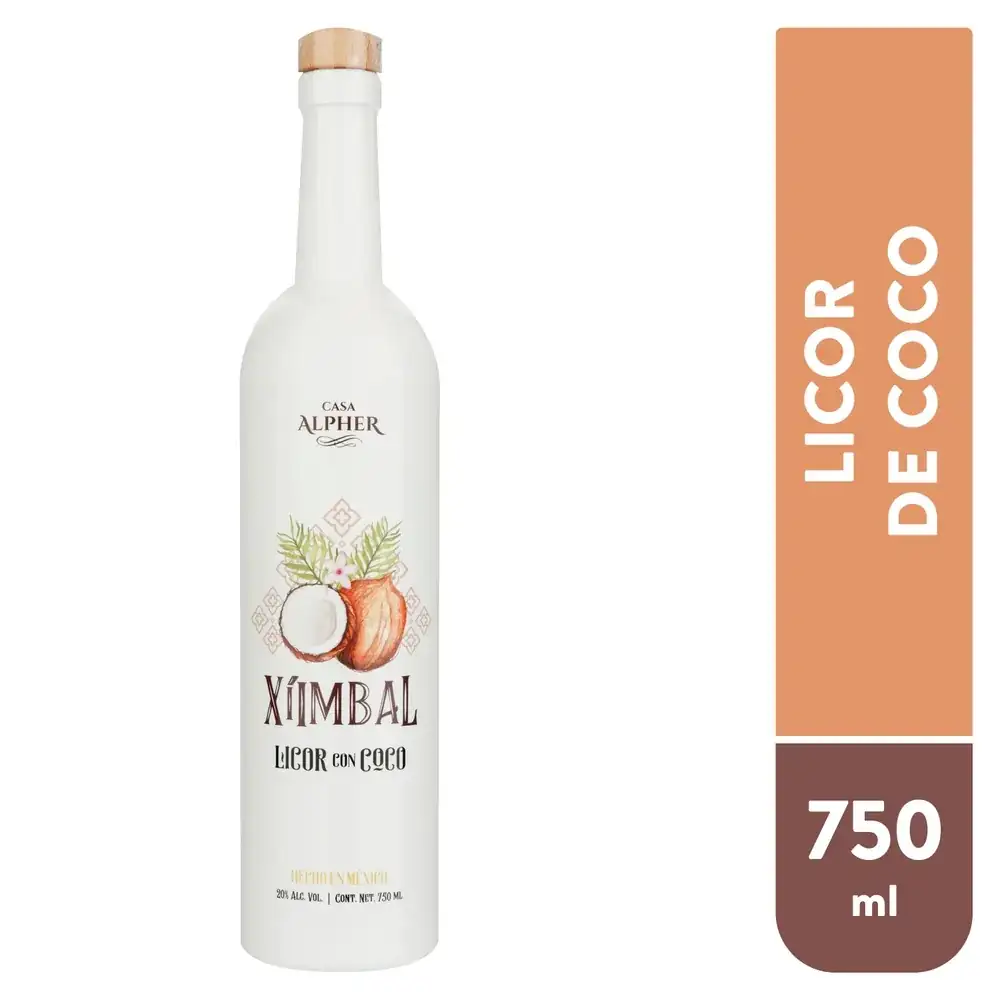 CASA
ALPHER
XÍIMBAL
LICOR CON COCO
HECHO EN MÉXICO
20% ALC. VOL. | CONT. NET. 750 ML.
LICOR
DE COCO
750
ml